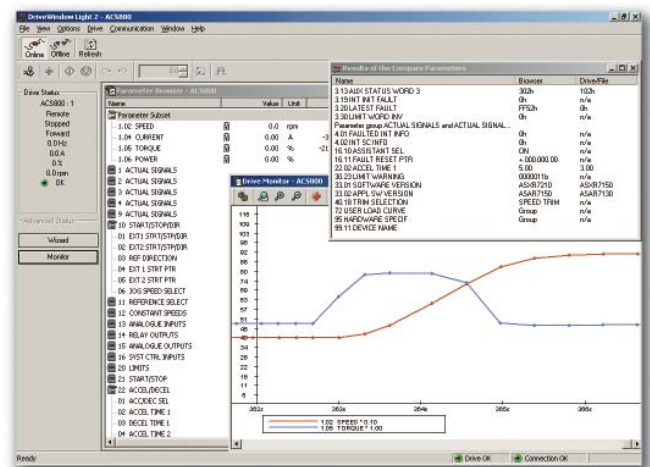 DriveWindow Light 2 - ACS800
File View Options Drive Communication Window Help
Online Offline Refresh
Drive Status
ACS800 : 1
Remote
Stopped
Forward
0.0 Hz
0.0 A
0 %
0.0 rpm
OK
Advanced Status
Wizard
Monitor
Parameter Browser - ACS800
Name Value Unit
Parameter Subset
1.02 SPEED 0.0 rpm
1.04 CURRENT 0.00 A
1.05 TORQUE 0.00 %
1.06 POWER 0.00 %
1 ACTUAL SIGNALS
2 ACTUAL SIGNALS
3 ACTUAL SIGNALS
4 ACTUAL SIGNALS
9 ACTUAL SIGNALS
10 START/STOP/DIR
01 EXT1 STRT/STP/DIR
02 EXT2 STRT/STP/DIR
03 REF DIRECTION
04 EXT 1 STRT PTR
05 EXT 2 STRT PTR
06 JOG SPEED SELECT
11 REFERENCE SELECT
12 CONSTANT SPEEDS
13 ANALOGUE INPUTS
14 RELAY OUTPUTS
15 ANALOGUE OUTPUTS
16 SYST CTRL INPUTS
20 LIMITS
21 START/STOP
22 ACCEL/DECEL
01 ACC/DEC SEL
02 ACCEL TIME 1
03 DECEL TIME 1
04 ACCEL TIME 2
Results of the Compare Parameters
Name Browser Drive/File
3.13 AUX STATUS WORD 3 302h 102h
3.19 INT INIT FAULT 0h n/a
3.20 LATEST FAULT FF52h 0h
3.30 LIMIT WORD INV 0h n/a
Parameter group ACTUAL SIGNALS and ACTUAL SIGNAL...
4.01 FAULTED INT INFO 0h n/a
4.02 INT SC INFO 0h n/a
16.10 ASSISTANT SEL ON n/a
16.11 FAULT RESET PTR +.000.000.00 n/a
22.02 ACCEL TIME 1 5.00 3.00
30.23 LIMIT WARNING 0000011b n/a
33.01 SOFTWARE VERSION ASXR7210 ASXR7150
33.02 APPL SW VERSION ASAR7150 ASAR7130
40.18 TRIM SELECTION SPEED TRIM n/a
72 USER LOAD CURVE Group n/a
95 HARDWARE SPECIF Group n/a
99.11 DEVICE NAME
Drive Monitor - ACS800
116
109
362s 363s 364s 365s 366s
1.02 SPEED * 0.10
1.05 TORQUE * 1.00
Ready Drive OK Connection OK